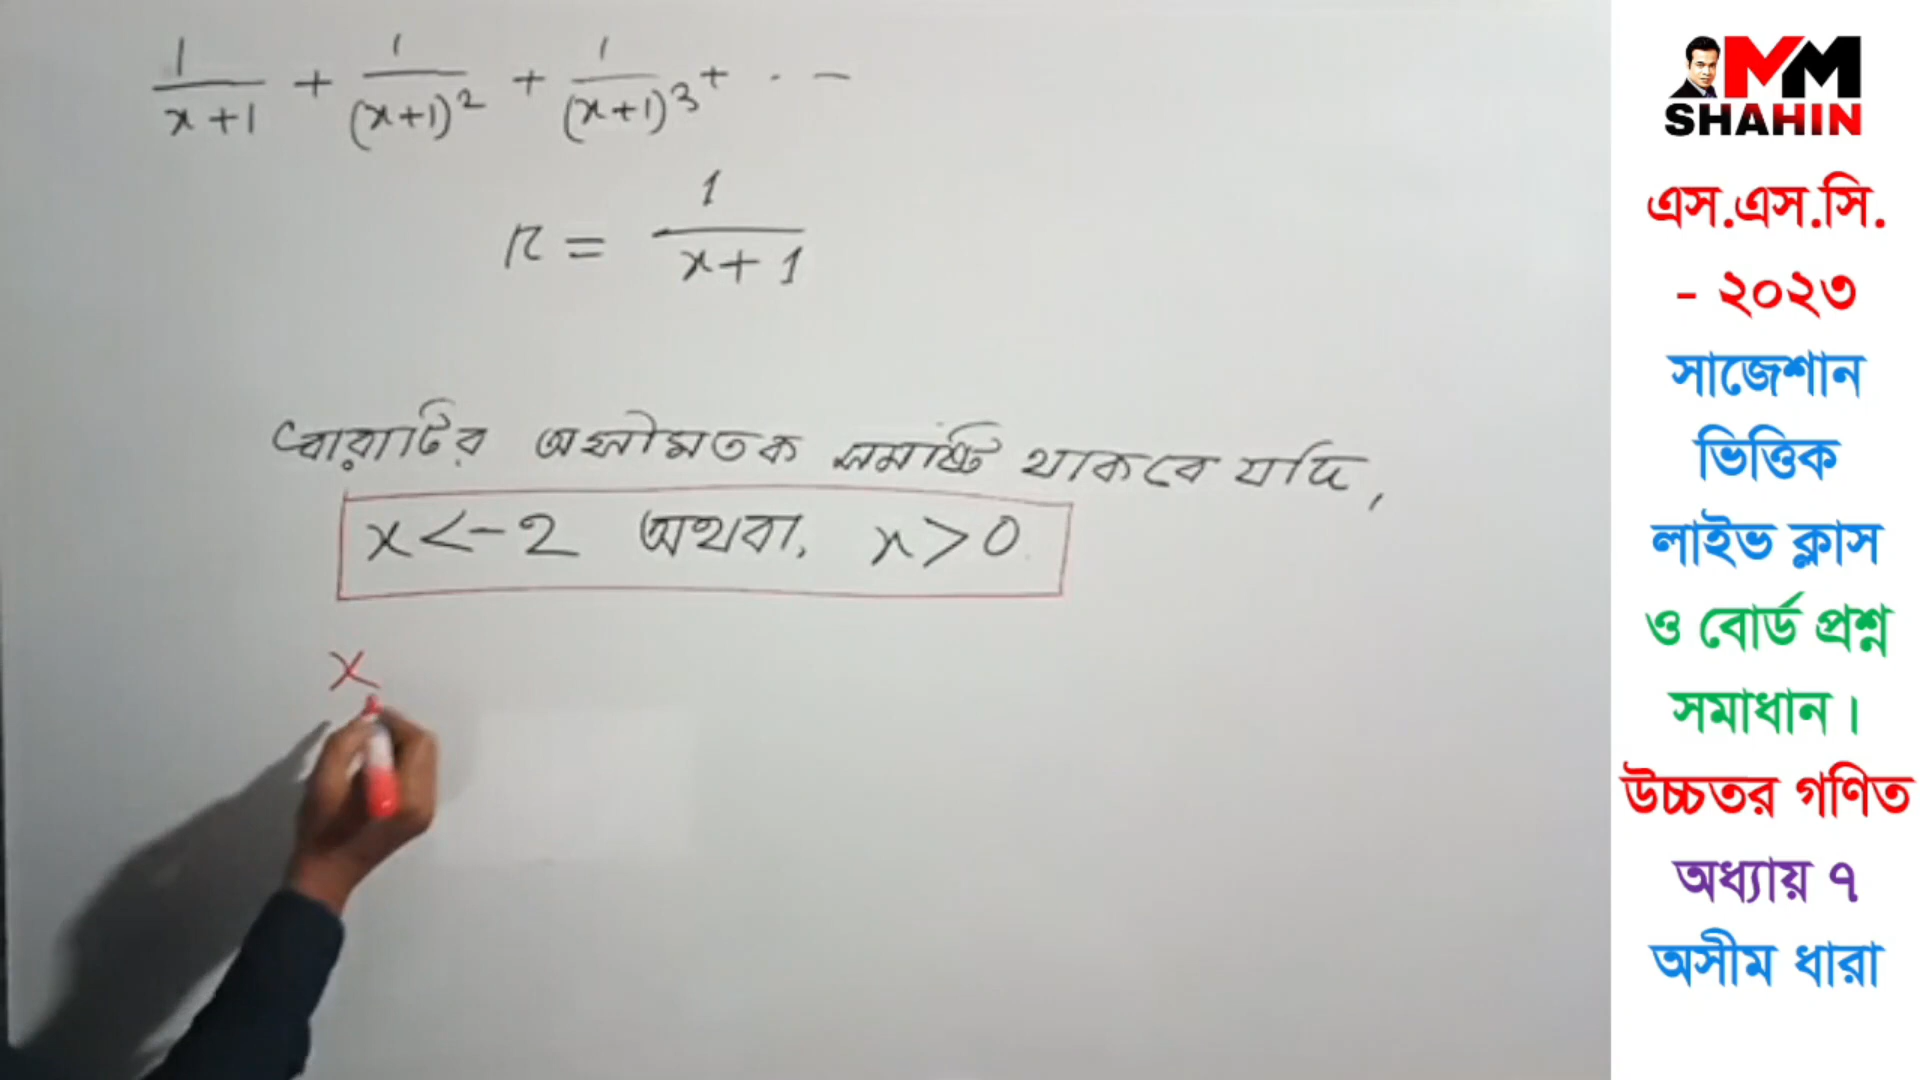 1/(x+1) + 1/(x+1)² + 1/(x+1)³ + . -
r = 1/(x+1)
ধারাটির অসীমতক সমষ্টি থাকবে যদি,
x < -2 অথবা, x > 0
x
MM
SHAHIN
এস.এস.সি.
- ২০২৩
সাজেশান
ভিত্তিক
লাইভ ক্লাস
ও বোর্ড প্রশ্ন
সমাধান।
উচ্চতর গণিত
অধ্যায় ৭
অসীম ধারা